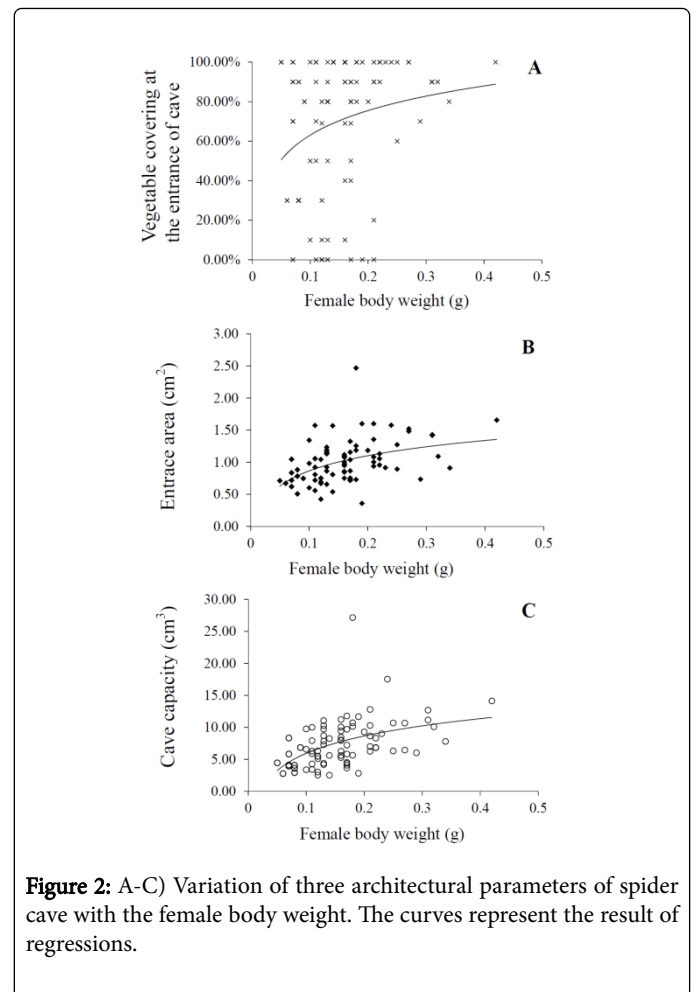 100.00%
A
80.00%
60.00%
40.00%
20.00%
0.00%
Vegetable covering at
the entrance of cave
0 0.1 0.2 0.3 0.4 0.5
Female body weight (g)
3.00
B
2.50
2.00
1.50
1.00
0.50
0.00
Entrace area (cm²)
0 0.1 0.2 0.3 0.4 0.5
Female body weight (g)
30.00
C
25.00
20.00
15.00
10.00
5.00
0.00
Cave capacity (cm³)
0 0.1 0.2 0.3 0.4 0.5
Female body weight (g)
Figure 2: A-C) Variation of three architectural parameters of spider
cave with the female body weight. The curves represent the result of
regressions.